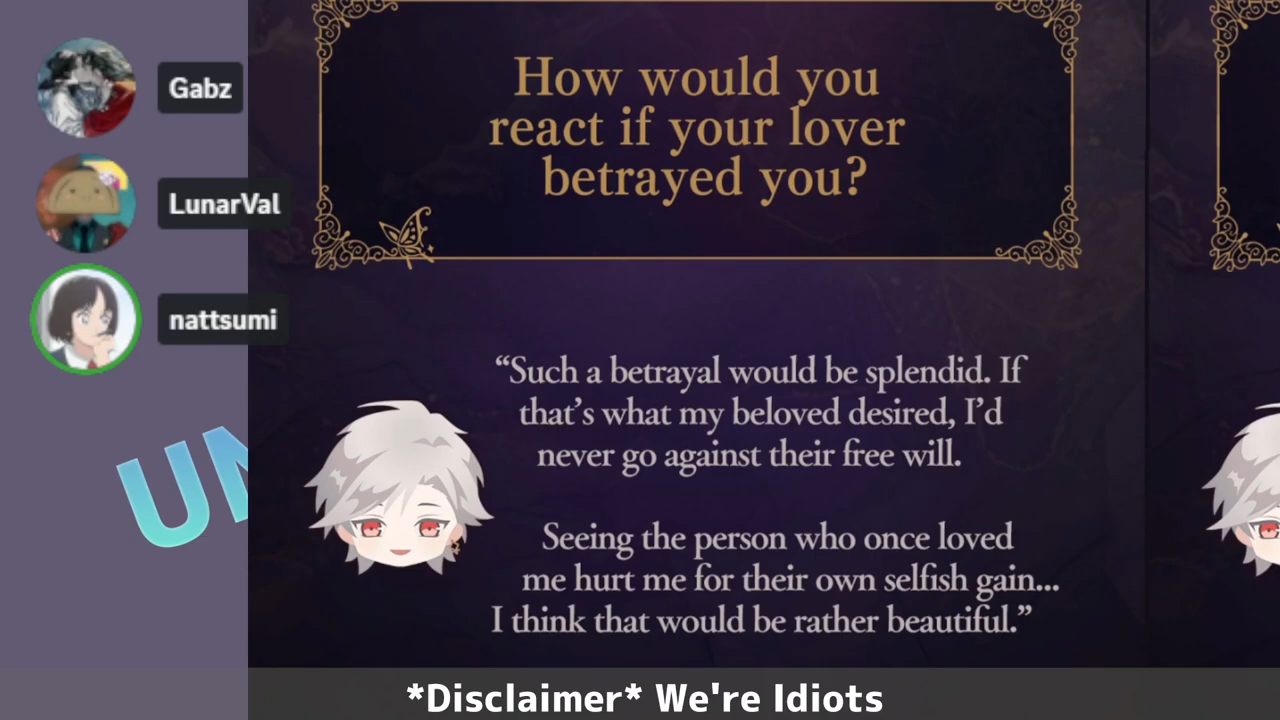 Gabz
LunarVal
nattsumi
How would you
react if your lover
betrayed you?
“Such a betrayal would be splendid. If
that’s what my beloved desired, I’d
never go against their free will.
Seeing the person who once loved
me hurt me for their own selfish gain...
I think that would be rather beautiful.”
*Disclaimer* We're Idiots